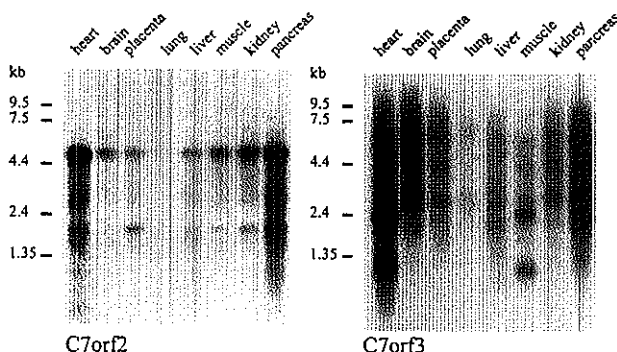 heart brain placenta lung liver muscle kidney pancreas
kb
9.5
7.5
4.4
2.4
1.35
C7orf2
heart brain placenta lung liver muscle kidney pancreas
kb
9.5
7.5
4.4
2.4
1.35
C7orf3